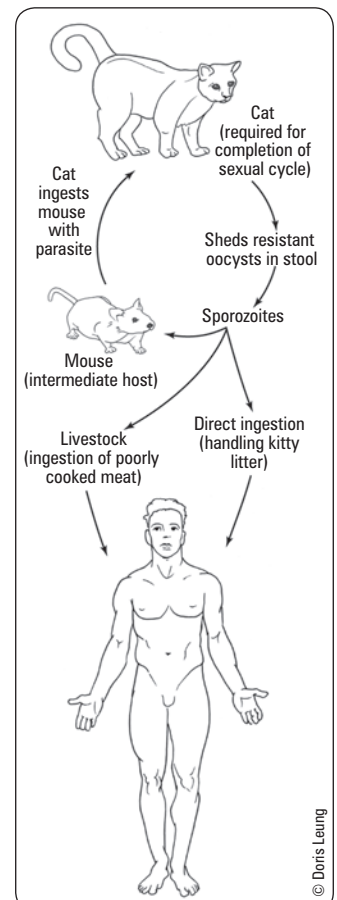 Cat
(required for
completion of
sexual cycle)
Cat
ingests
mouse
with
parasite
Sheds resistant
oocysts in stool
Sporozoites
Mouse
(intermediate host)
Livestock
(ingestion of poorly
cooked meat)
Direct ingestion
(handling kitty
litter)
© Doris Leung